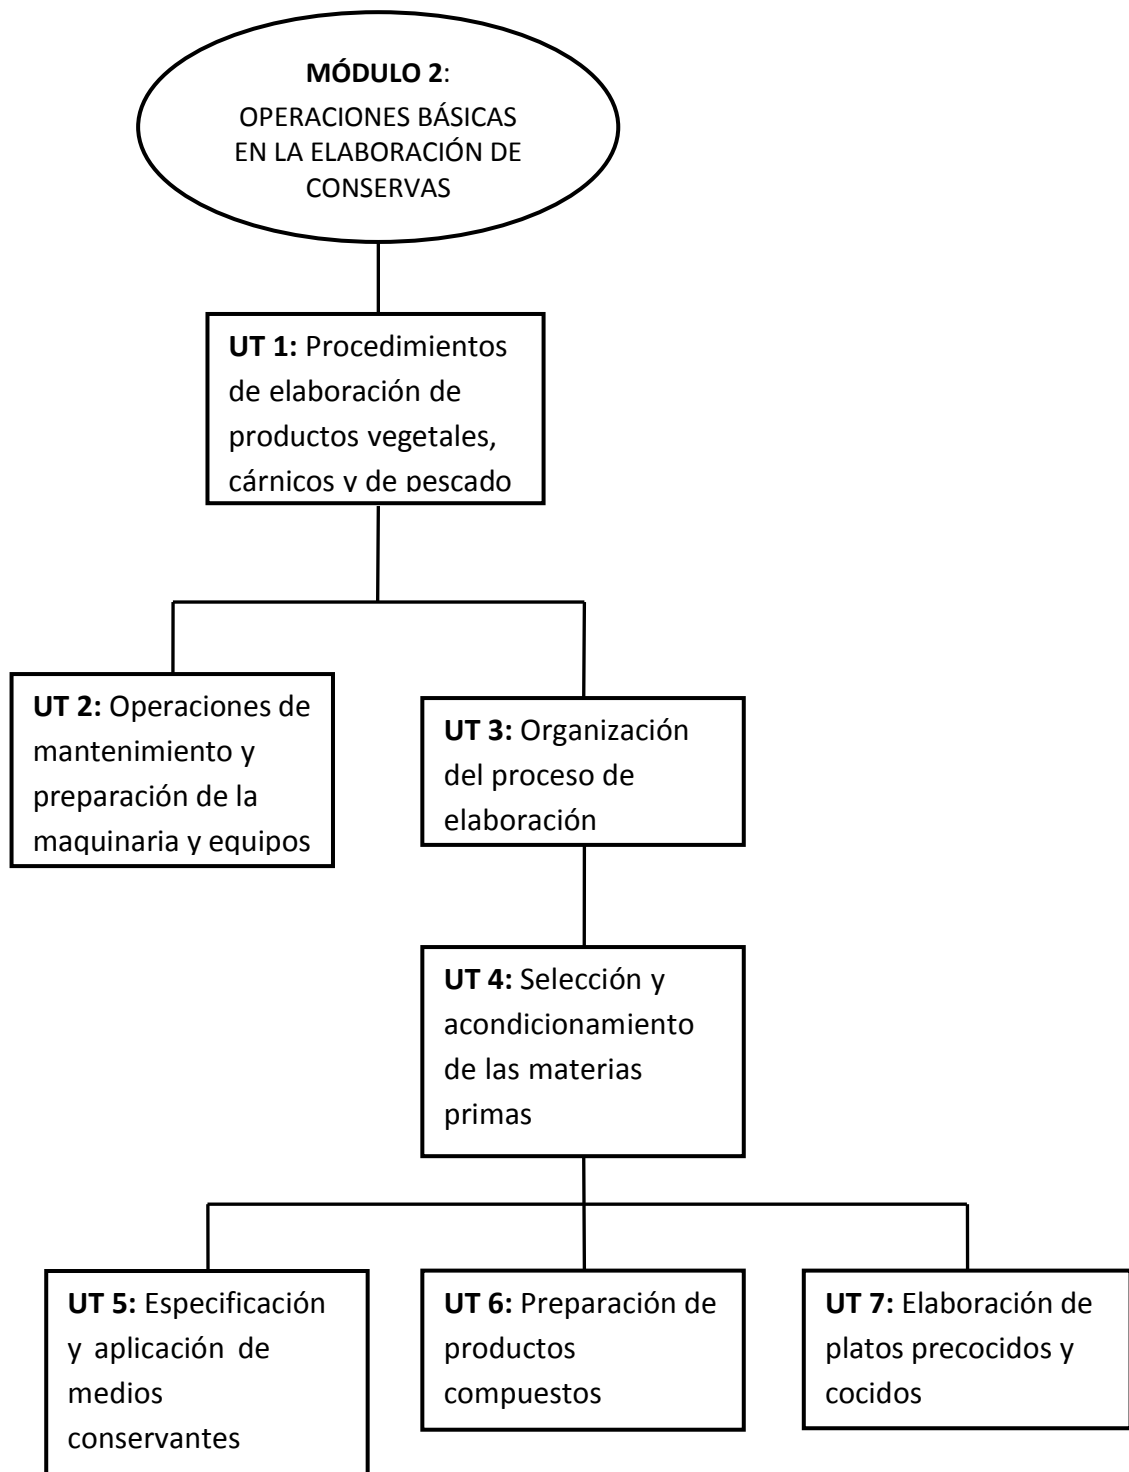 MÓDULO 2:
OPERACIONES BÁSICAS
EN LA ELABORACIÓN DE
CONSERVAS
UT 1: Procedimientos
de elaboración de
productos vegetales,
cárnicos y de pescado
UT 2: Operaciones de
mantenimiento y
preparación de la
maquinaria y equipos
UT 3: Organización
del proceso de
elaboración
UT 4: Selección y
acondicionamiento
de las materias
primas
UT 5: Especificación
y aplicación de
medios
conservantes
UT 6: Preparación de
productos
compuestos
UT 7: Elaboración de
platos precocidos y
cocidos